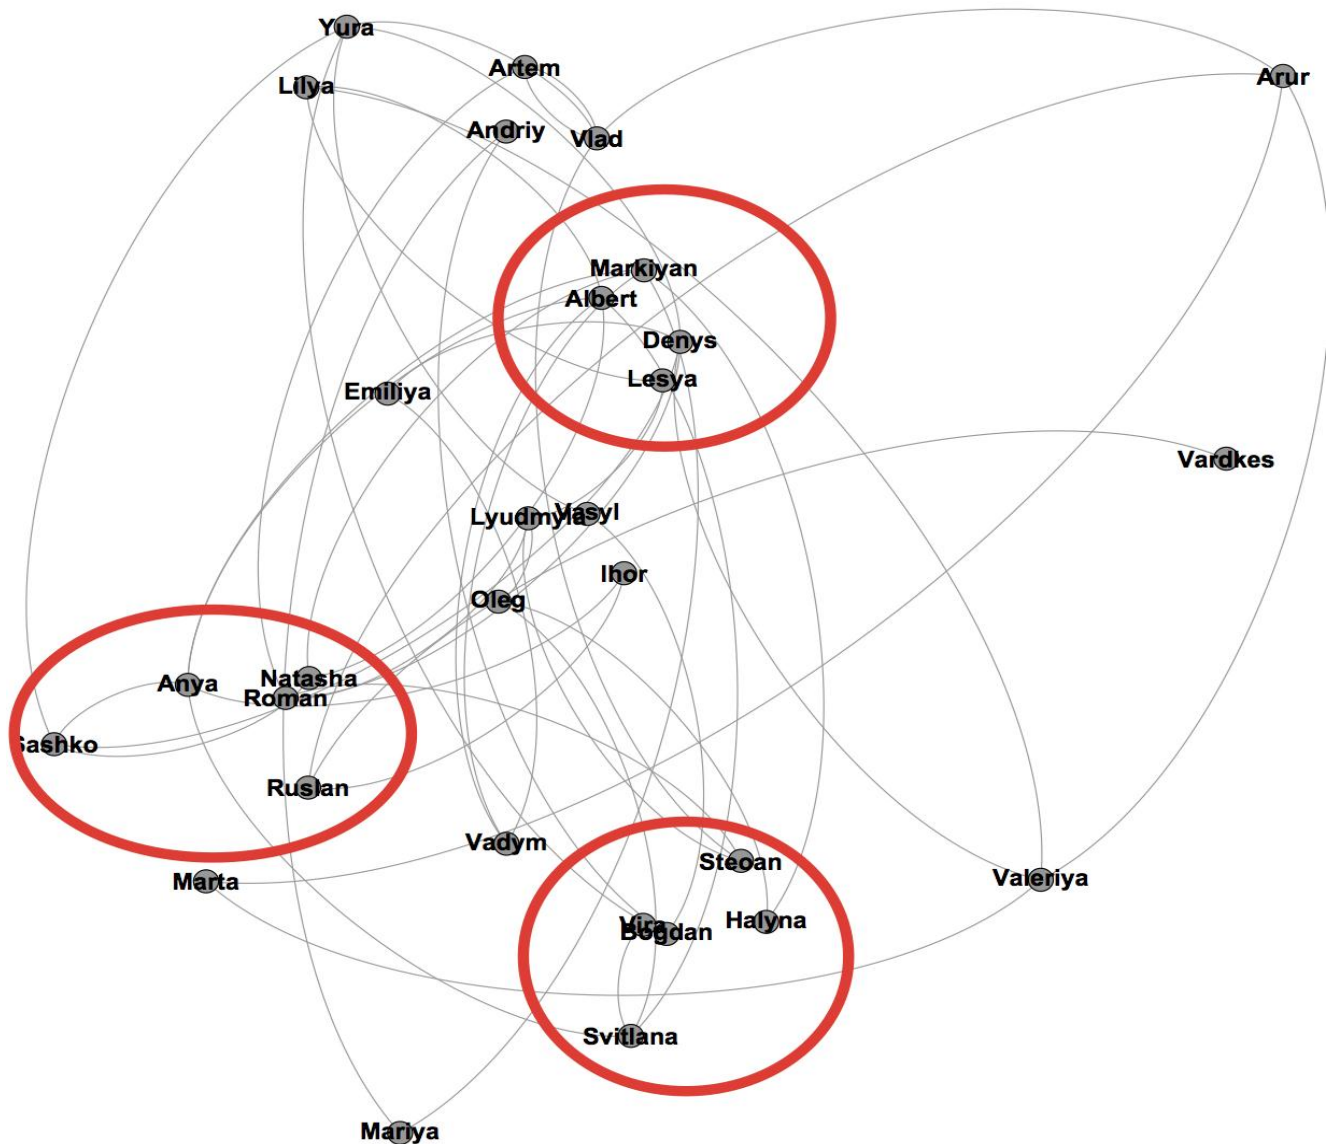 Yura
Artem
Arur
Lilya
Andriy
Vlad
Markiyan
Albert
Denys
Lesya
Emiliya
Vardkes
Lyudmyla
Vasyl
Ihor
Oleg
Anya
Natasha
Roman
Sashko
Ruslan
Vadym
Steoan
Marta
Valeriya
Vira
Halyna
Bogdan
Svitlana
Mariya